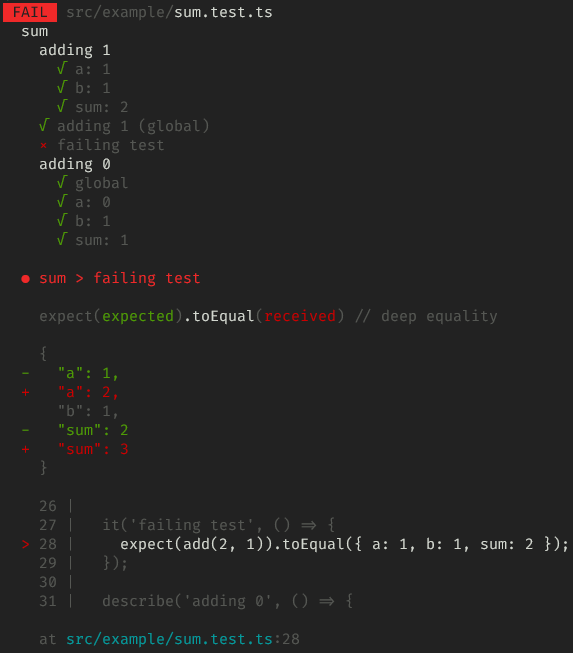 FAIL src/example/sum.test.ts
sum
adding 1
√ a: 1
√ b: 1
√ sum: 2
√ adding 1 (global)
× failing test
adding 0
√ global
√ a: 0
√ b: 1
√ sum: 1
● sum > failing test
expect(expected).toEqual(received) // deep equality
{
- "a": 1,
+ "a": 2,
"b": 1,
- "sum": 2
+ "sum": 3
}
26 |
27 | it('failing test', () => {
> 28 | expect(add(2, 1)).toEqual({ a: 1, b: 1, sum: 2 });
29 | });
30 |
31 | describe('adding 0', () => {
at src/example/sum.test.ts:28